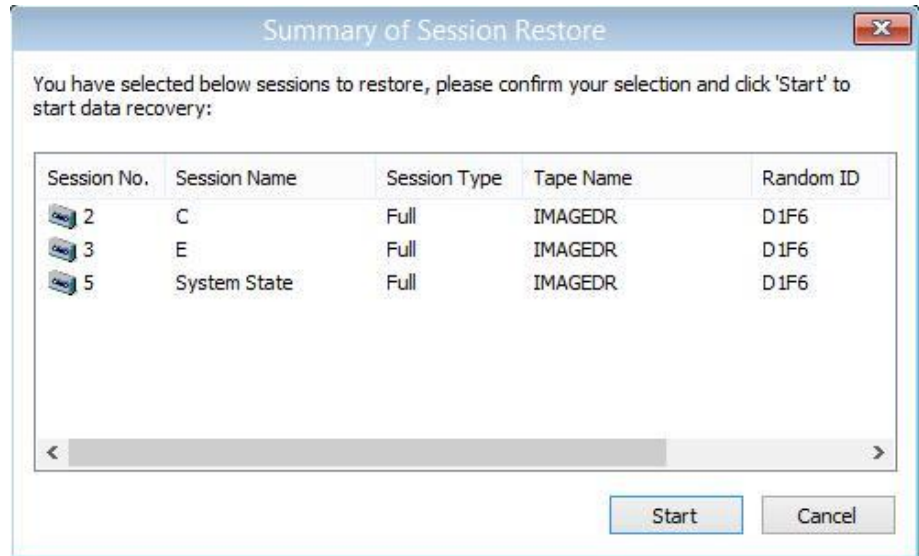 Summary of Session Restore
You have selected below sessions to restore, please confirm your selection and click 'Start' to
start data recovery:
Session No. Session Name Session Type Tape Name Random ID
2 C Full IMAGEDR D1F6
3 E Full IMAGEDR D1F6
5 System State Full IMAGEDR D1F6
Start Cancel